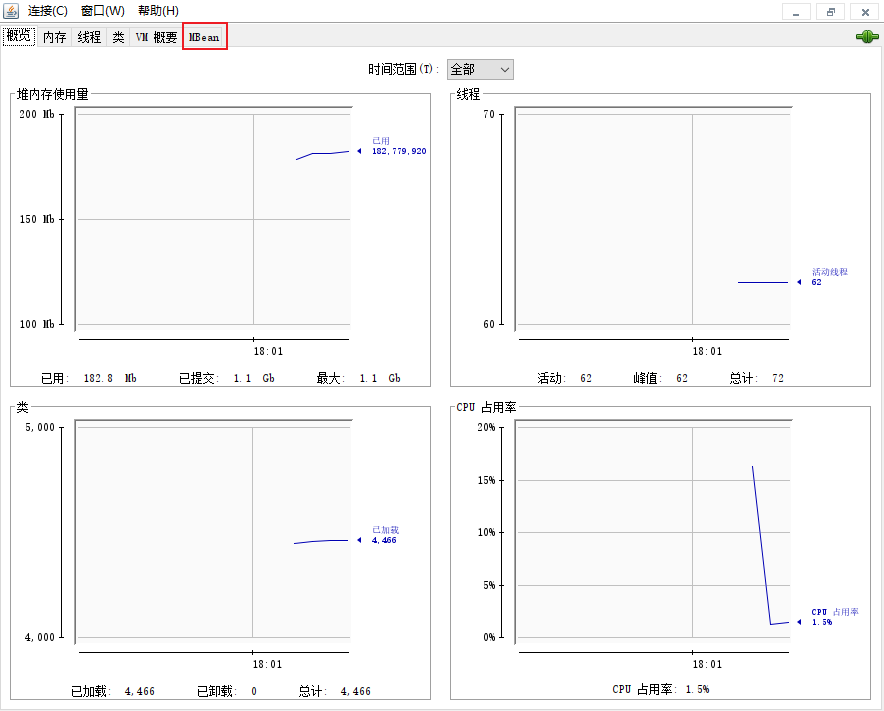 连接(C) 窗口(W) 帮助(H)
概览 内存 线程 类 VM 概要 MBean
时间范围(T): 全部
堆内存使用量
200 Mb
150 Mb
100 Mb
已用
182,779,920
18:01
已用: 182.8 Mb 已提交: 1.1 Gb 最大: 1.1 Gb
线程
70
60
活动线程
62
18:01
活动: 62 峰值: 62 总计: 72
类
5,000
4,000
已加载
4,466
18:01
已加载: 4,466 已卸载: 0 总计: 4,466
CPU 占用率
20%
15%
10%
5%
0%
CPU 占用率
1.5%
18:01
CPU 占用率: 1.5%